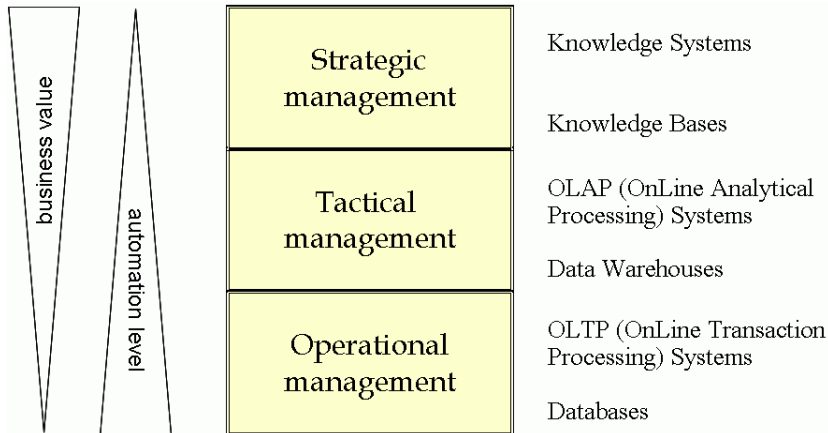 business value
automation level
Strategic
management
Knowledge Systems
Knowledge Bases
Tactical
management
OLAP (OnLine Analytical
Processing) Systems
Data Warehouses
Operational
management
OLTP (OnLine Transaction
Processing) Systems
Databases